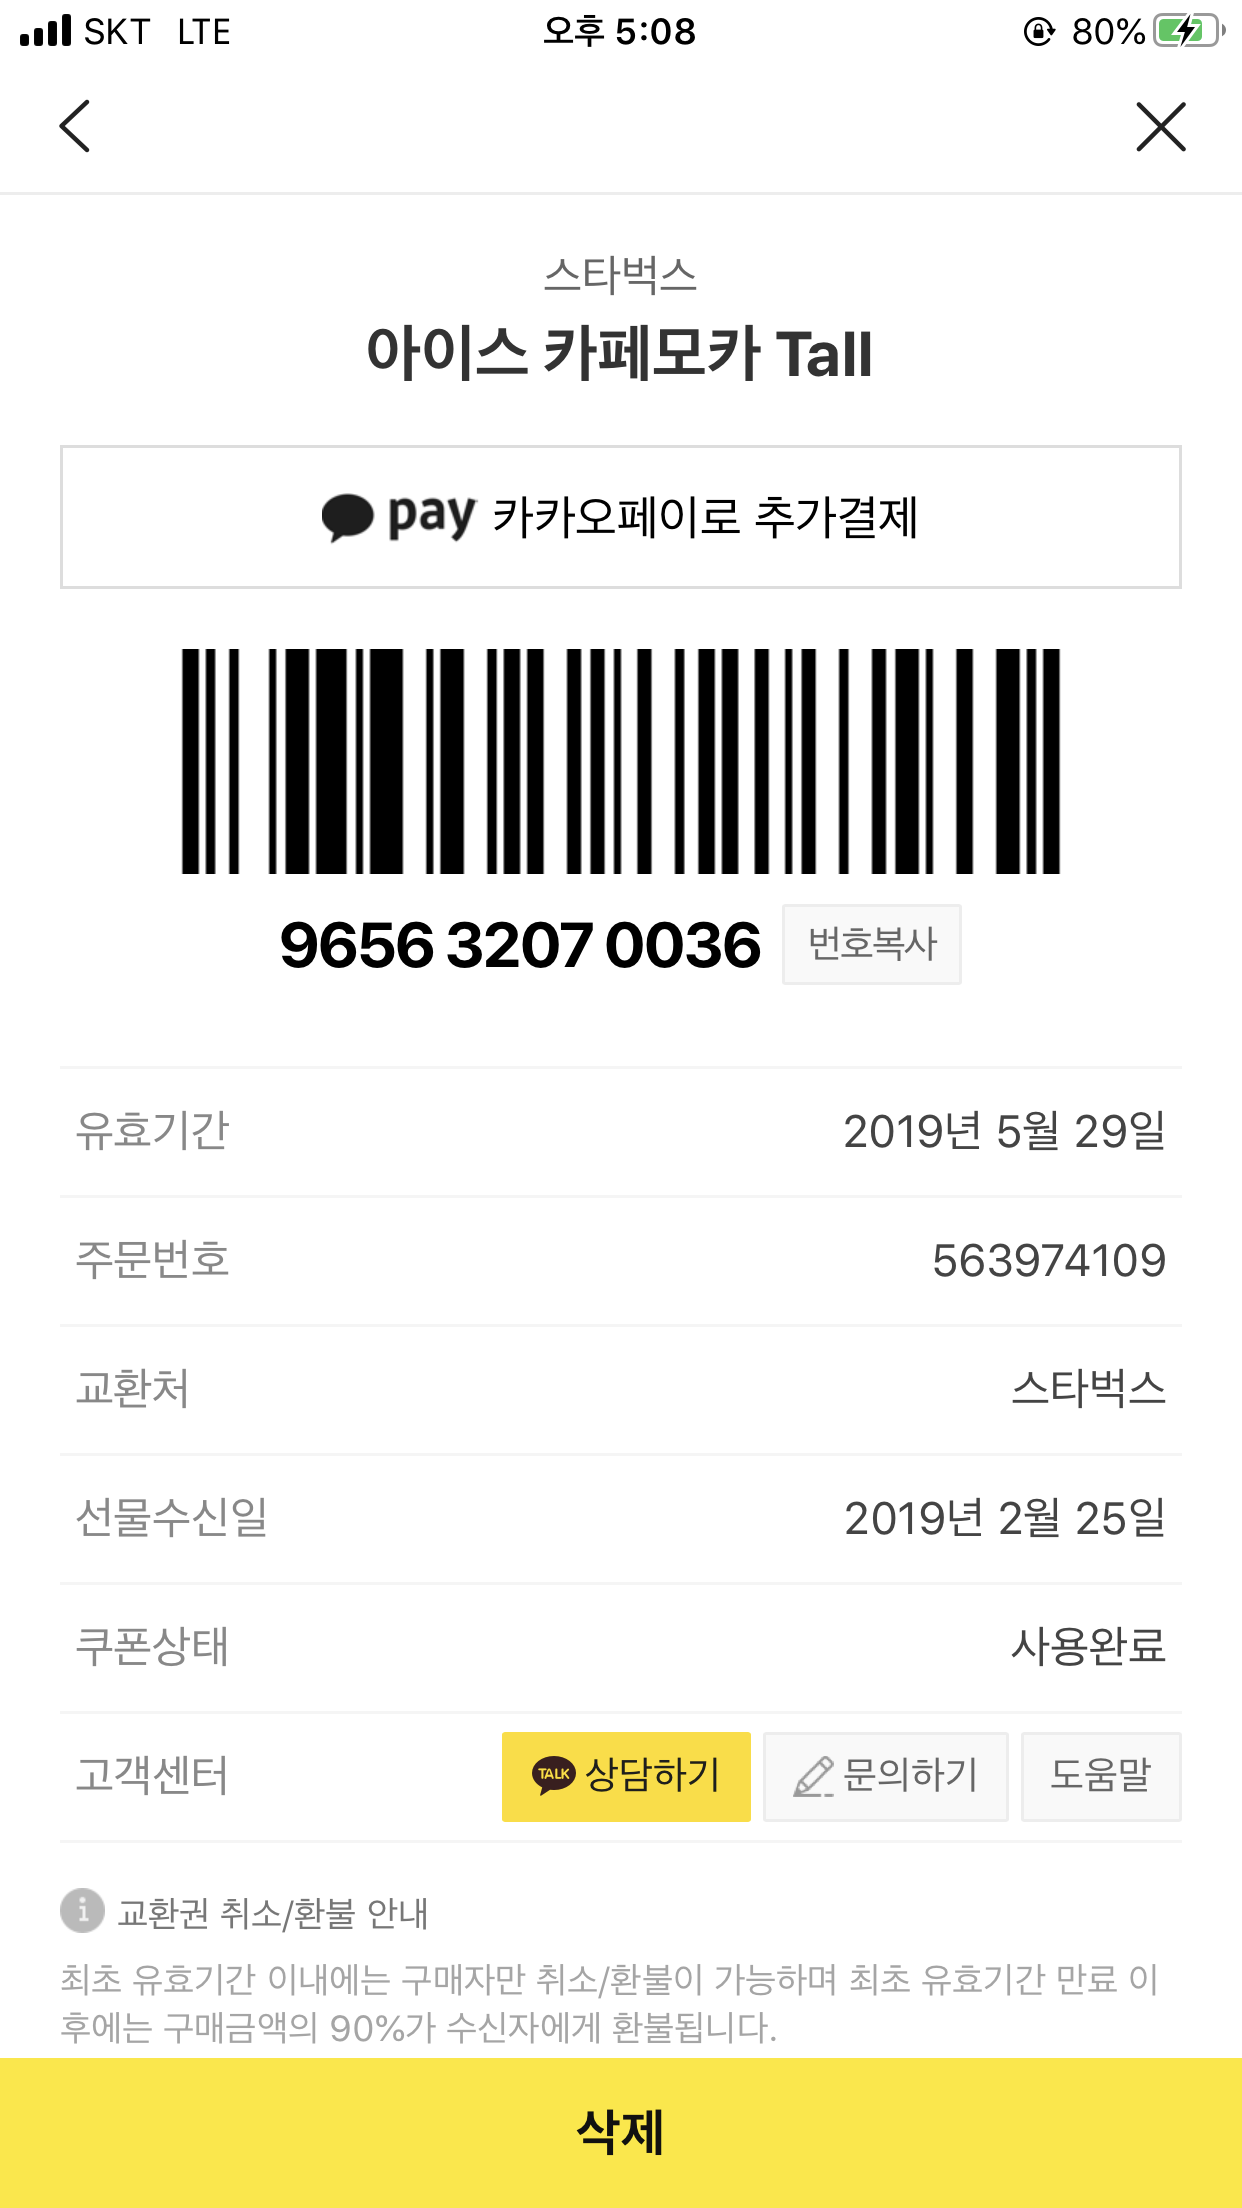 SKT LTE 오후 5:08 80%
스타벅스
아이스 카페모카 Tall
pay 카카오페이로 추가결제
9656 3207 0036 번호복사
유효기간 2019년 5월 29일
주문번호 563974109
교환처 스타벅스
선물수신일 2019년 2월 25일
쿠폰상태 사용완료
고객센터 TALK 상담하기 문의하기 도움말
i 교환권 취소/환불 안내
최초 유효기간 이내에는 구매자만 취소/환불이 가능하며 최초 유효기간 만료 이
후에는 구매금액의 90%가 수신자에게 환불됩니다.
삭제